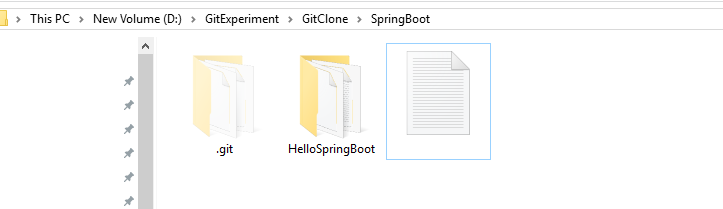 This PC > New Volume (D:) > GitExperiment > GitClone > SpringBoot
.git
HelloSpringBoot